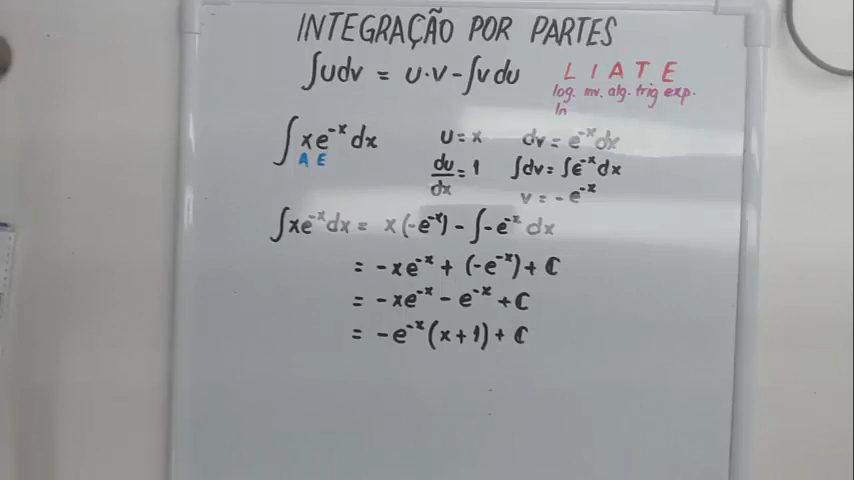 INTEGRAÇÃO POR PARTES
∫udv = u·v - ∫vdu
L I A T E
log. inv. alg. trig exp.
ln
∫xe^-x dx
A E
u = x
du/dx = 1
dv = e^-x dx
∫dv = ∫e^-x dx
v = -e^-x
∫xe^-x dx = x(-e^-x) - ∫-e^-x dx
= -xe^-x + (-e^-x) + C
= -xe^-x - e^-x + C
= -e^-x (x+1) + C